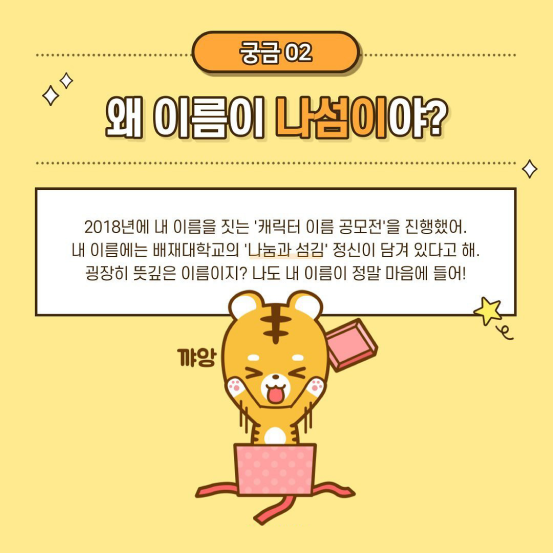 궁금 02
왜 이름이 나섬이야?
2018년에 내 이름을 짓는 '캐릭터 이름 공모전'을 진행했어.
내 이름에는 배재대학교의 '나눔과 섬김' 정신이 담겨 있다고 해.
굉장히 뜻깊은 이름이지? 나도 내 이름이 정말 마음에 들어!
꺄앙